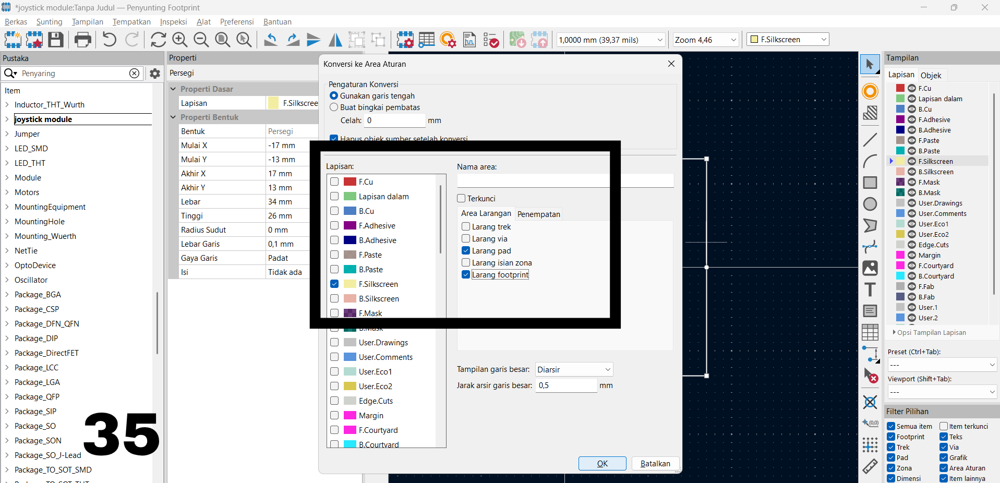 *joystick module:Tanpa Judul — Penyunting Footprint
Berkas Sunting Tampilan Tempatkan Inspeksi Alat Preferensi Bantuan
1,0000 mm (39,37 mils)
Zoom 4,46
F.Silkscreen
Pustaka
Penyaring
Item
Inductor_THT_Wurth
joystick module
Jumper
LED_SMD
LED_THT
Module
Motors
MountingEquipment
MountingHole
Mounting_Wuerth
NetTie
OptoDevice
Oscillator
Package_BGA
Package_CSP
Package_DFN_QFN
Package_DIP
Package_DirectFET
Package_LCC
Package_LGA
Package_QFP
Package_SIP
Package_SO
Package_SON
Package_SO_J-Lead
Package_TO_SOT_SMD
Package_TO_SOT_THT
35
Properti
Persegi
Properti Dasar
Lapisan F.Silkscree
Properti Bentuk
Bentuk Persegi
Mulai X -17 mm
Mulai Y -13 mm
Akhir X 17 mm
Akhir Y 13 mm
Lebar 34 mm
Tinggi 26 mm
Radius Sudut 0 mm
Lebar Garis 0,1 mm
Gaya Garis Padat
Isi Tidak ada
Konversi ke Area Aturan
Pengaturan Konversi
Gunakan garis tengah
Buat bingkai pembatas
Celah: 0 mm
Hapus objek sumber setelah konversi
Lapisan:
F.Cu
Lapisan dalam
B.Cu
F.Adhesive
B.Adhesive
F.Paste
B.Paste
F.Silkscreen
B.Silkscreen
F.Mask
B.Mask
User.Drawings
User.Comments
User.Eco1
User.Eco2
Edge.Cuts
Margin
F.Courtyard
B.Courtyard
Nama area:
Terkunci
Area Larangan Penempatan
Larang trek
Larang via
Larang pad
Larang isian zona
Larang footprint
Tampilan garis besar: Diarsir
Jarak arsir garis besar: 0,5 mm
OK Batalkan
(0,0)
Tampilan
Lapisan Objek
F.Cu
Lapisan dalam
B.Cu
F.Adhesive
B.Adhesive
F.Paste
B.Paste
F.Silkscreen
B.Silkscreen
F.Mask
B.Mask
User.Drawings
User.Comments
User.Eco1
User.Eco2
Edge.Cuts
Margin
F.Courtyard
B.Courtyard
F.Fab
B.Fab
User.1
User.2
Opsi Tampilan Lapisan
Preset (Ctrl+Tab):
---
Viewport (Shift+Tab):
---
Filter Pilihan
Semua item Item terkunci
Footprint Teks
Trek Via
Pad Grafik
Zona Area Aturan
Dimensi Item lainnya